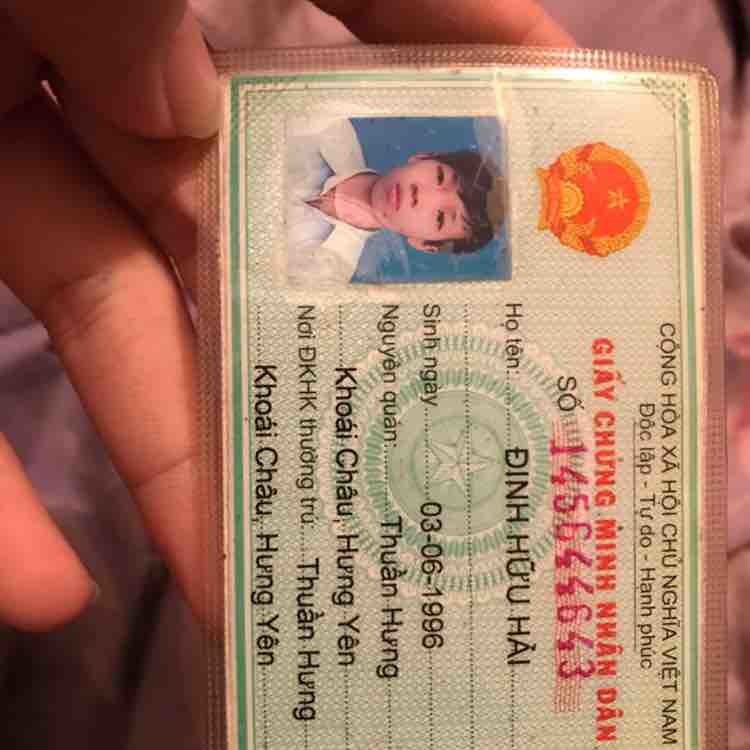 CỘNG HÒA XÃ HỘI CHỦ NGHĨA VIỆT NAM
Độc lập - Tự do - Hạnh phúc
GIẤY CHỨNG MINH NHÂN DÂN
SỐ 145644643
Họ tên: ĐINH HỮU HẢI
Sinh ngày 03-06-1996
Nguyên quán: Thuần Hưng
Khoái Châu, Hưng Yên
Nơi ĐKHK thường trú: Thuần Hưng
Khoái Châu, Hưng Yên